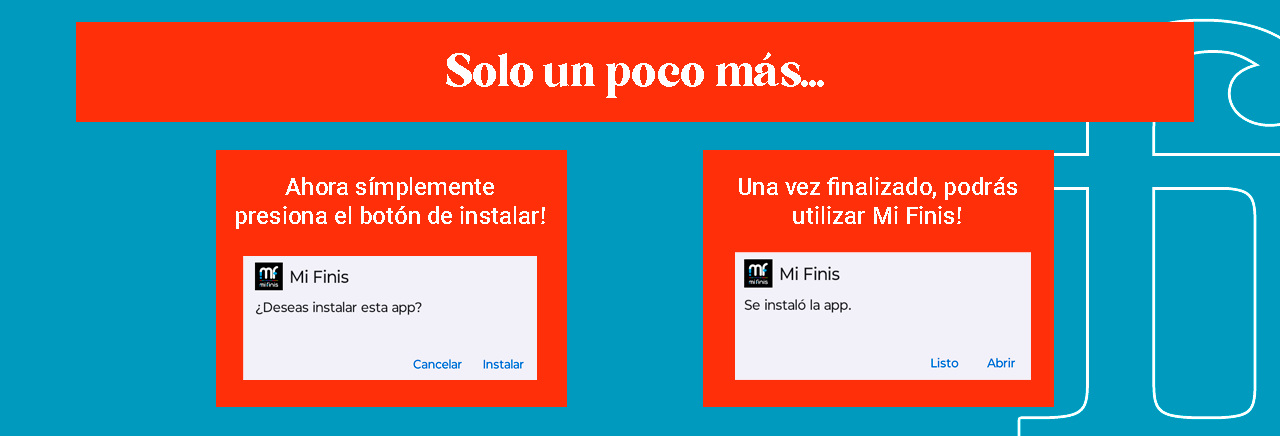 Solo un poco más...
Ahora símplemente
presiona el botón de instalar!
mf
mi finis
Mi Finis
¿Deseas instalar esta app?
Cancelar Instalar
Una vez finalizado, podrás
utilizar Mi Finis!
mf
mi finis
Mi Finis
Se instaló la app.
Listo Abrir